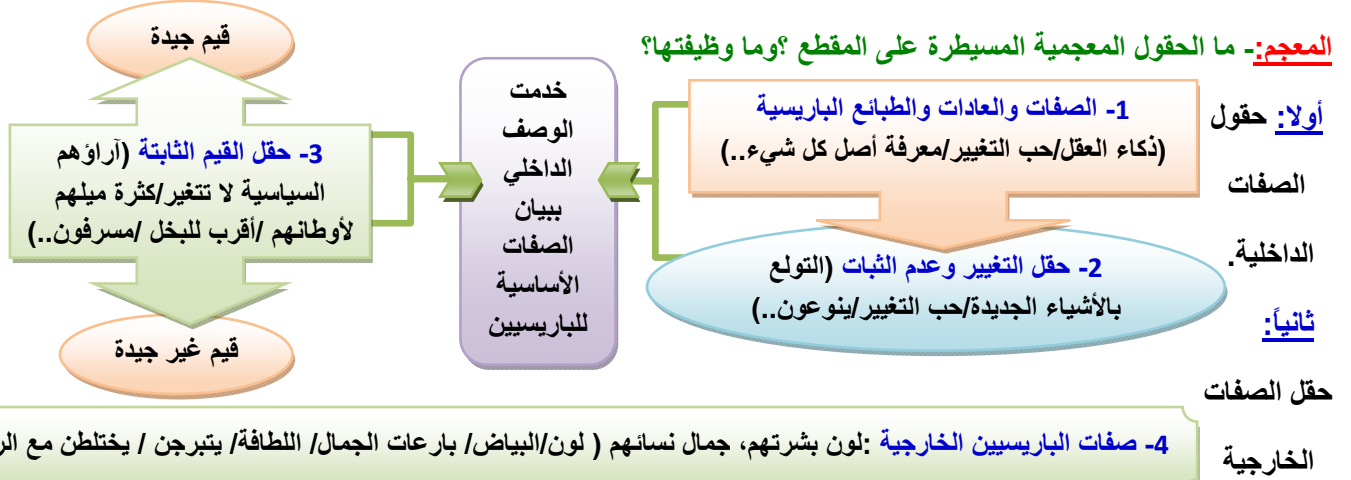 المعجم:- ما الحقول المعجمية المسيطرة على المقطع ؟وما وظيفتها؟
أولا: حقول
الصفات
الداخلية.
1- الصفات والعادات والطبائع الباريسية
(ذكاء العقل/حب التغيير/معرفة أصل كل شيء..)
2- حقل التغيير وعدم الثبات (التولع
بالأشياء الجديدة/حب التغيير/ينوعون..)
خدمت
الوصف
الداخلي
ببيان
الصفات
الأساسية
للباريسيين
قيم جيدة
3- حقل القيم الثابتة (آراؤهم
السياسية لا تتغير/كثرة ميلهم
لأوطانهم /أقرب للبخل /مسرفون..)
قيم غير جيدة
ثانياً:
حقل الصفات
الخارجية
4- صفات الباريسيين الخارجية :لون بشرتهم، جمال نسائهم ( لون/البياض/ بارعات الجمال/ اللطافة/ يتبرجن / يختلطن مع